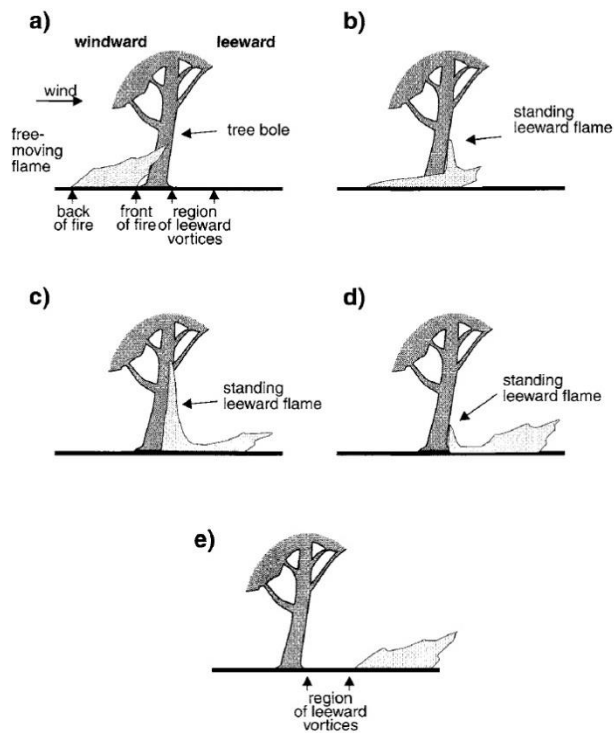 a)
windward
leeward
wind
free-
moving
flame
tree bole
back
of fire
front
of fire
region
of leeward
vortices
b)
standing
leeward flame
c)
standing
leeward flame
d)
standing
leeward flame
e)
region
of leeward
vortices